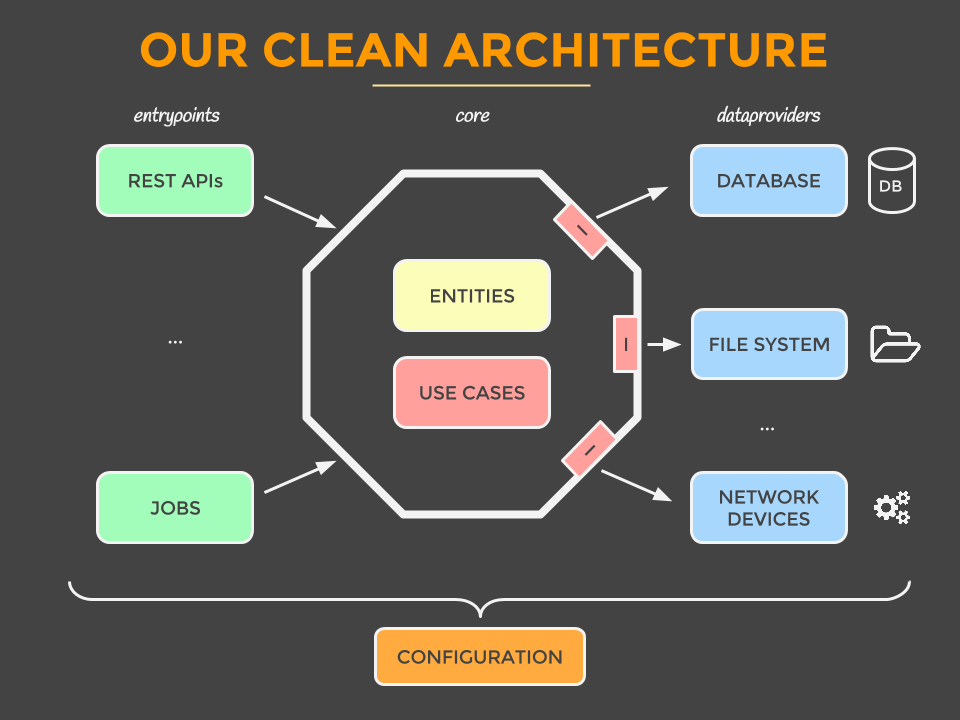 OUR CLEAN ARCHITECTURE
entrypoints
core
dataproviders
REST APIs
DATABASE
DB
I
ENTITIES
...
I
FILE SYSTEM
USE CASES
...
I
JOBS
NETWORK
DEVICES
CONFIGURATION